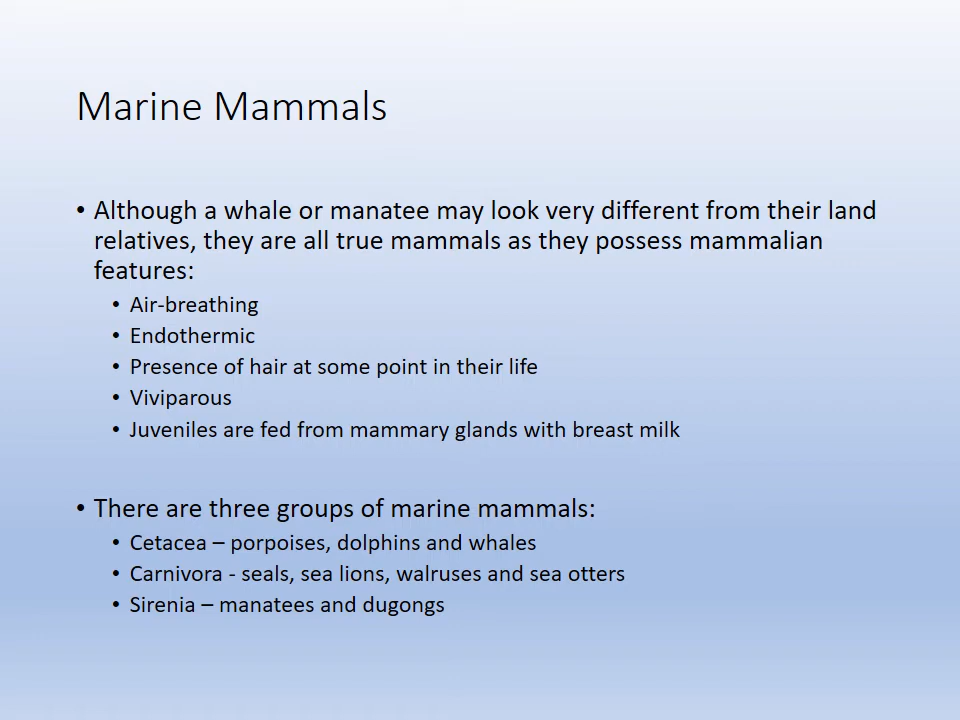 Marine Mammals
• Although a whale or manatee may look very different from their land
relatives, they are all true mammals as they possess mammalian
features:
• Air-breathing
• Endothermic
• Presence of hair at some point in their life
• Viviparous
• Juveniles are fed from mammary glands with breast milk
• There are three groups of marine mammals:
• Cetacea – porpoises, dolphins and whales
• Carnivora - seals, sea lions, walruses and sea otters
• Sirenia – manatees and dugongs